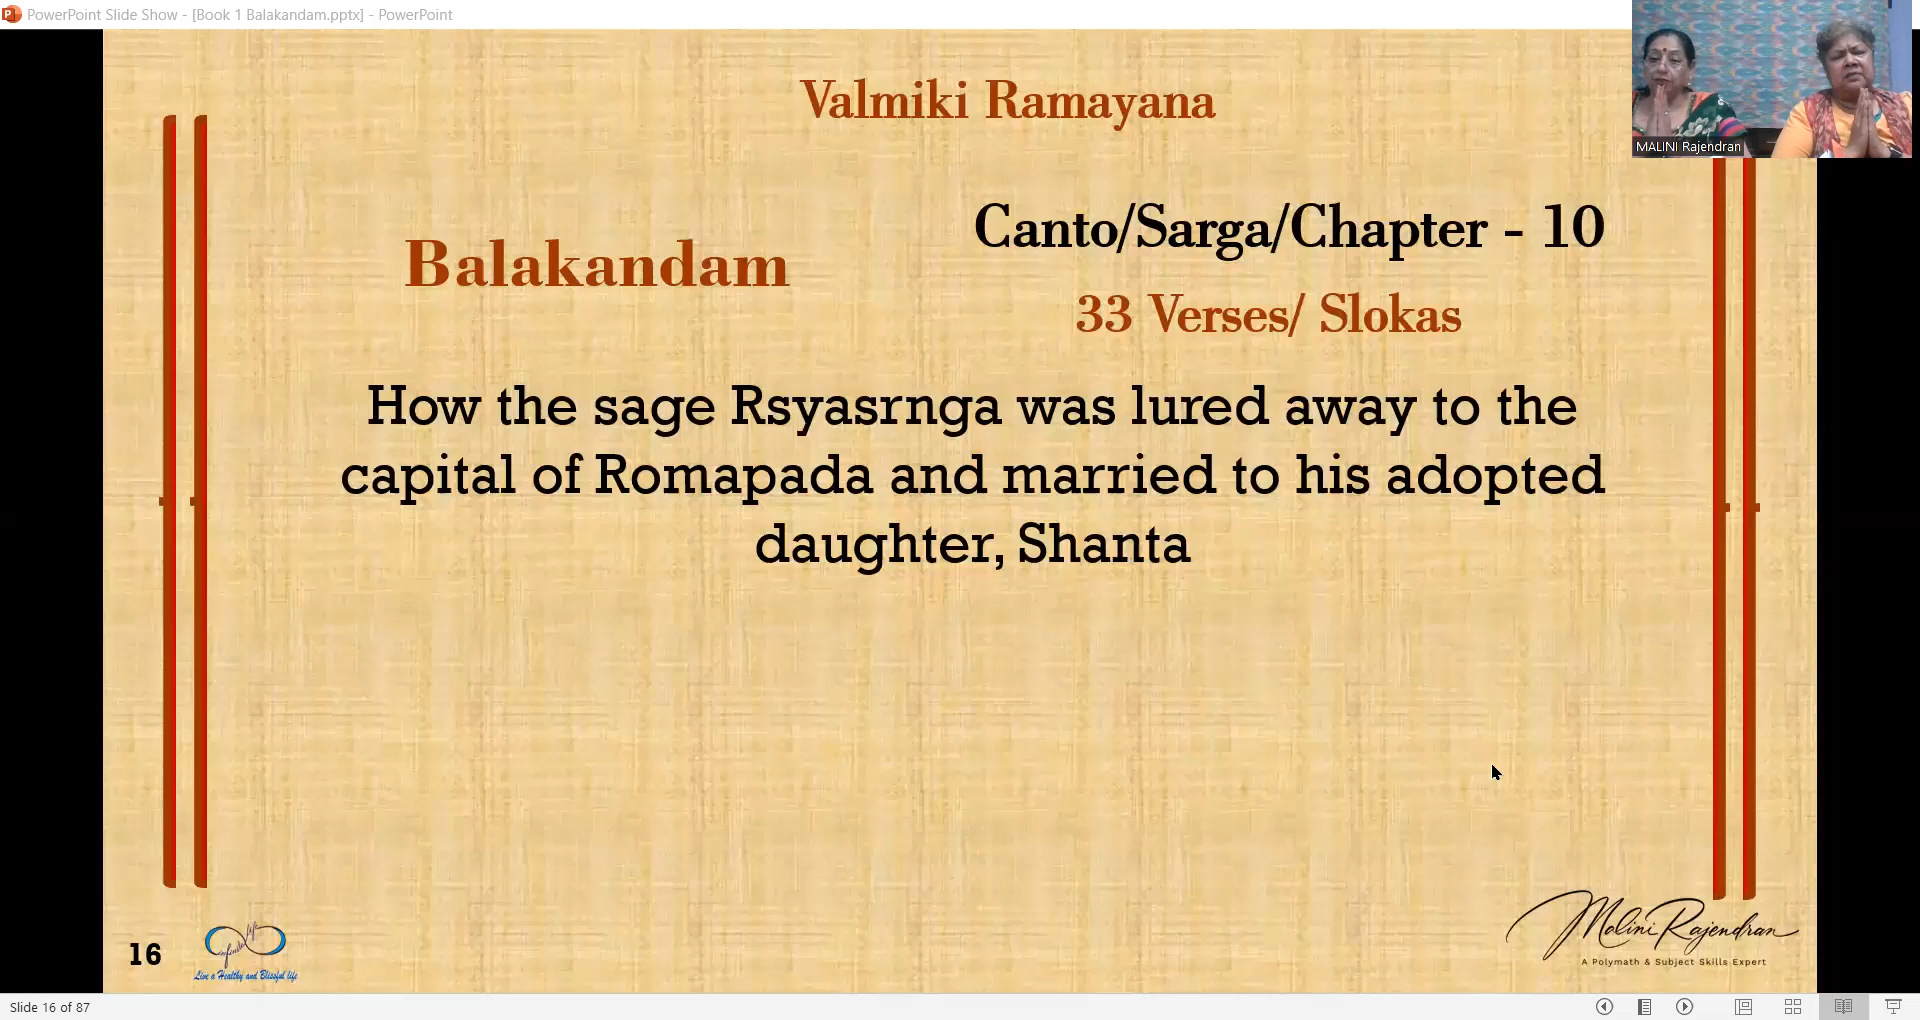 PowerPoint Slide Show - [Book 1 Balakandam.pptx] - PowerPoint
MALINI Rajendran
Valmiki Ramayana
Canto/Sarga/Chapter - 10
Balakandam
33 Verses/ Slokas
How the sage Rsyasrnga was lured away to the
capital of Romapada and married to his adopted
daughter, Shanta
16
infinite life
Live a Healthy and Blissful life
Malini Rajendran
A Polymath & Subject Skills Expert
Slide 16 of 87